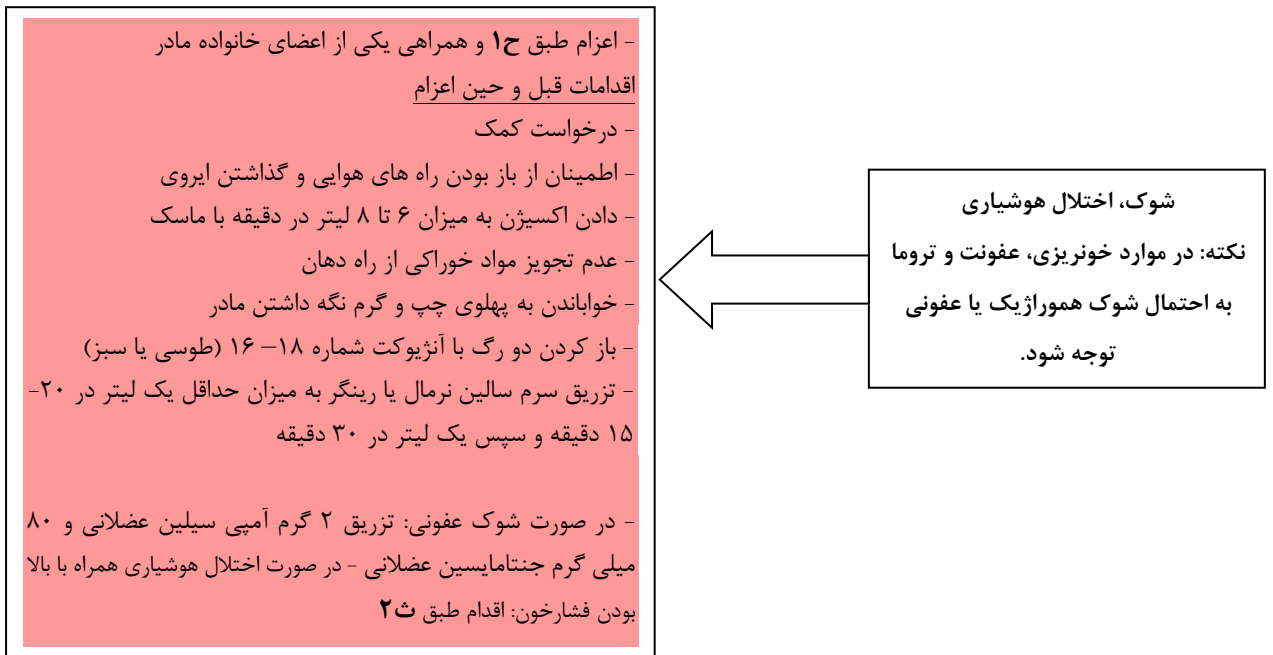 شوک، اختلال هوشیاری
نکته: در موارد خونریزی، عفونت و تروما
به احتمال شوک هموراژیک یا عفونی
توجه شود.
- اعزام طبق ح۱ و همراهی یکی از اعضای خانواده مادر
اقدامات قبل و حین اعزام
- درخواست کمک
- اطمینان از باز بودن راه های هوایی و گذاشتن ایروی
- دادن اکسیژن به میزان ۶ تا ۸ لیتر در دقیقه با ماسک
- عدم تجویز مواد خوراکی از راه دهان
- خواباندن به پهلوی چپ و گرم نگه داشتن مادر
- باز کردن دو رگ با آنژیوکت شماره ۱۸– ۱۶ (طوسی یا سبز)
- تزریق سرم سالین نرمال یا رینگر به میزان حداقل یک لیتر در ۲۰-
۱۵ دقیقه و سپس یک لیتر در ۳۰ دقیقه
- در صورت شوک عفونی: تزریق ۲ گرم آمپی سیلین عضلانی و ۸۰
میلی گرم جنتامایسین عضلانی - در صورت اختلال هوشیاری همراه با بالا
بودن فشارخون: اقدام طبق ث۲